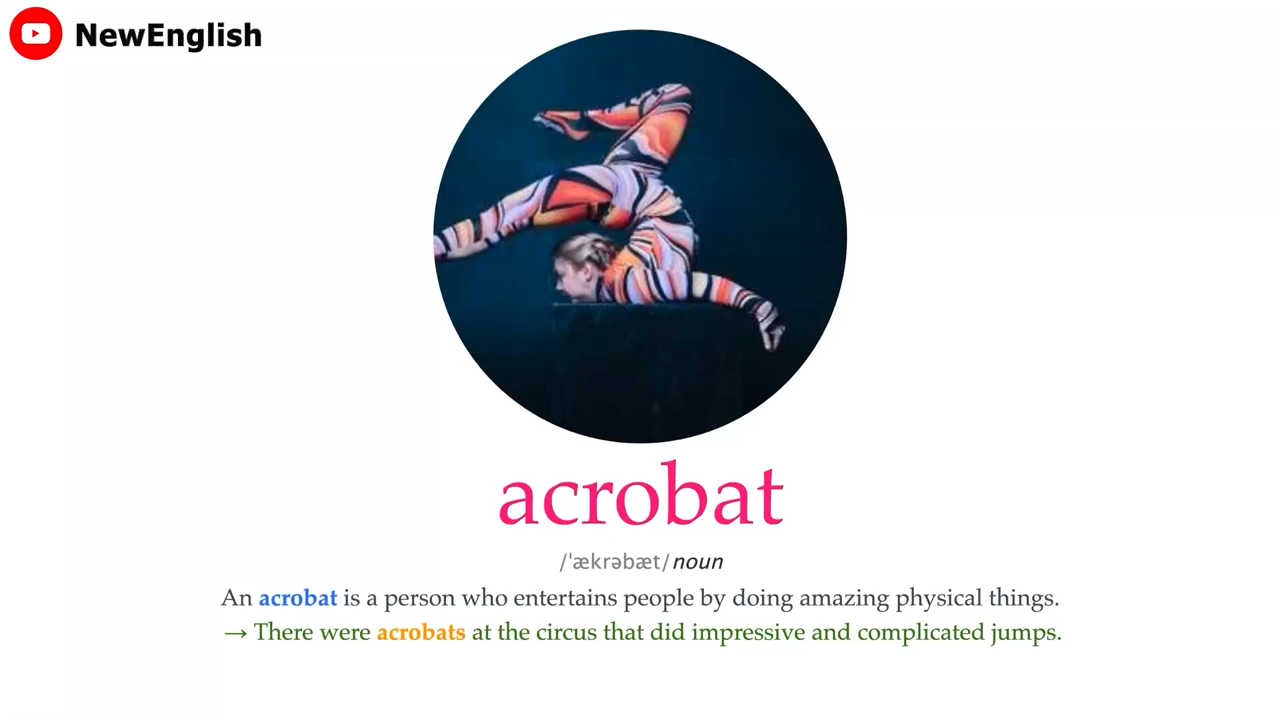 NewEnglish
acrobat
/ˈækrəbæt/ noun
An acrobat is a person who entertains people by doing amazing physical things.
→ There were acrobats at the circus that did impressive and complicated jumps.